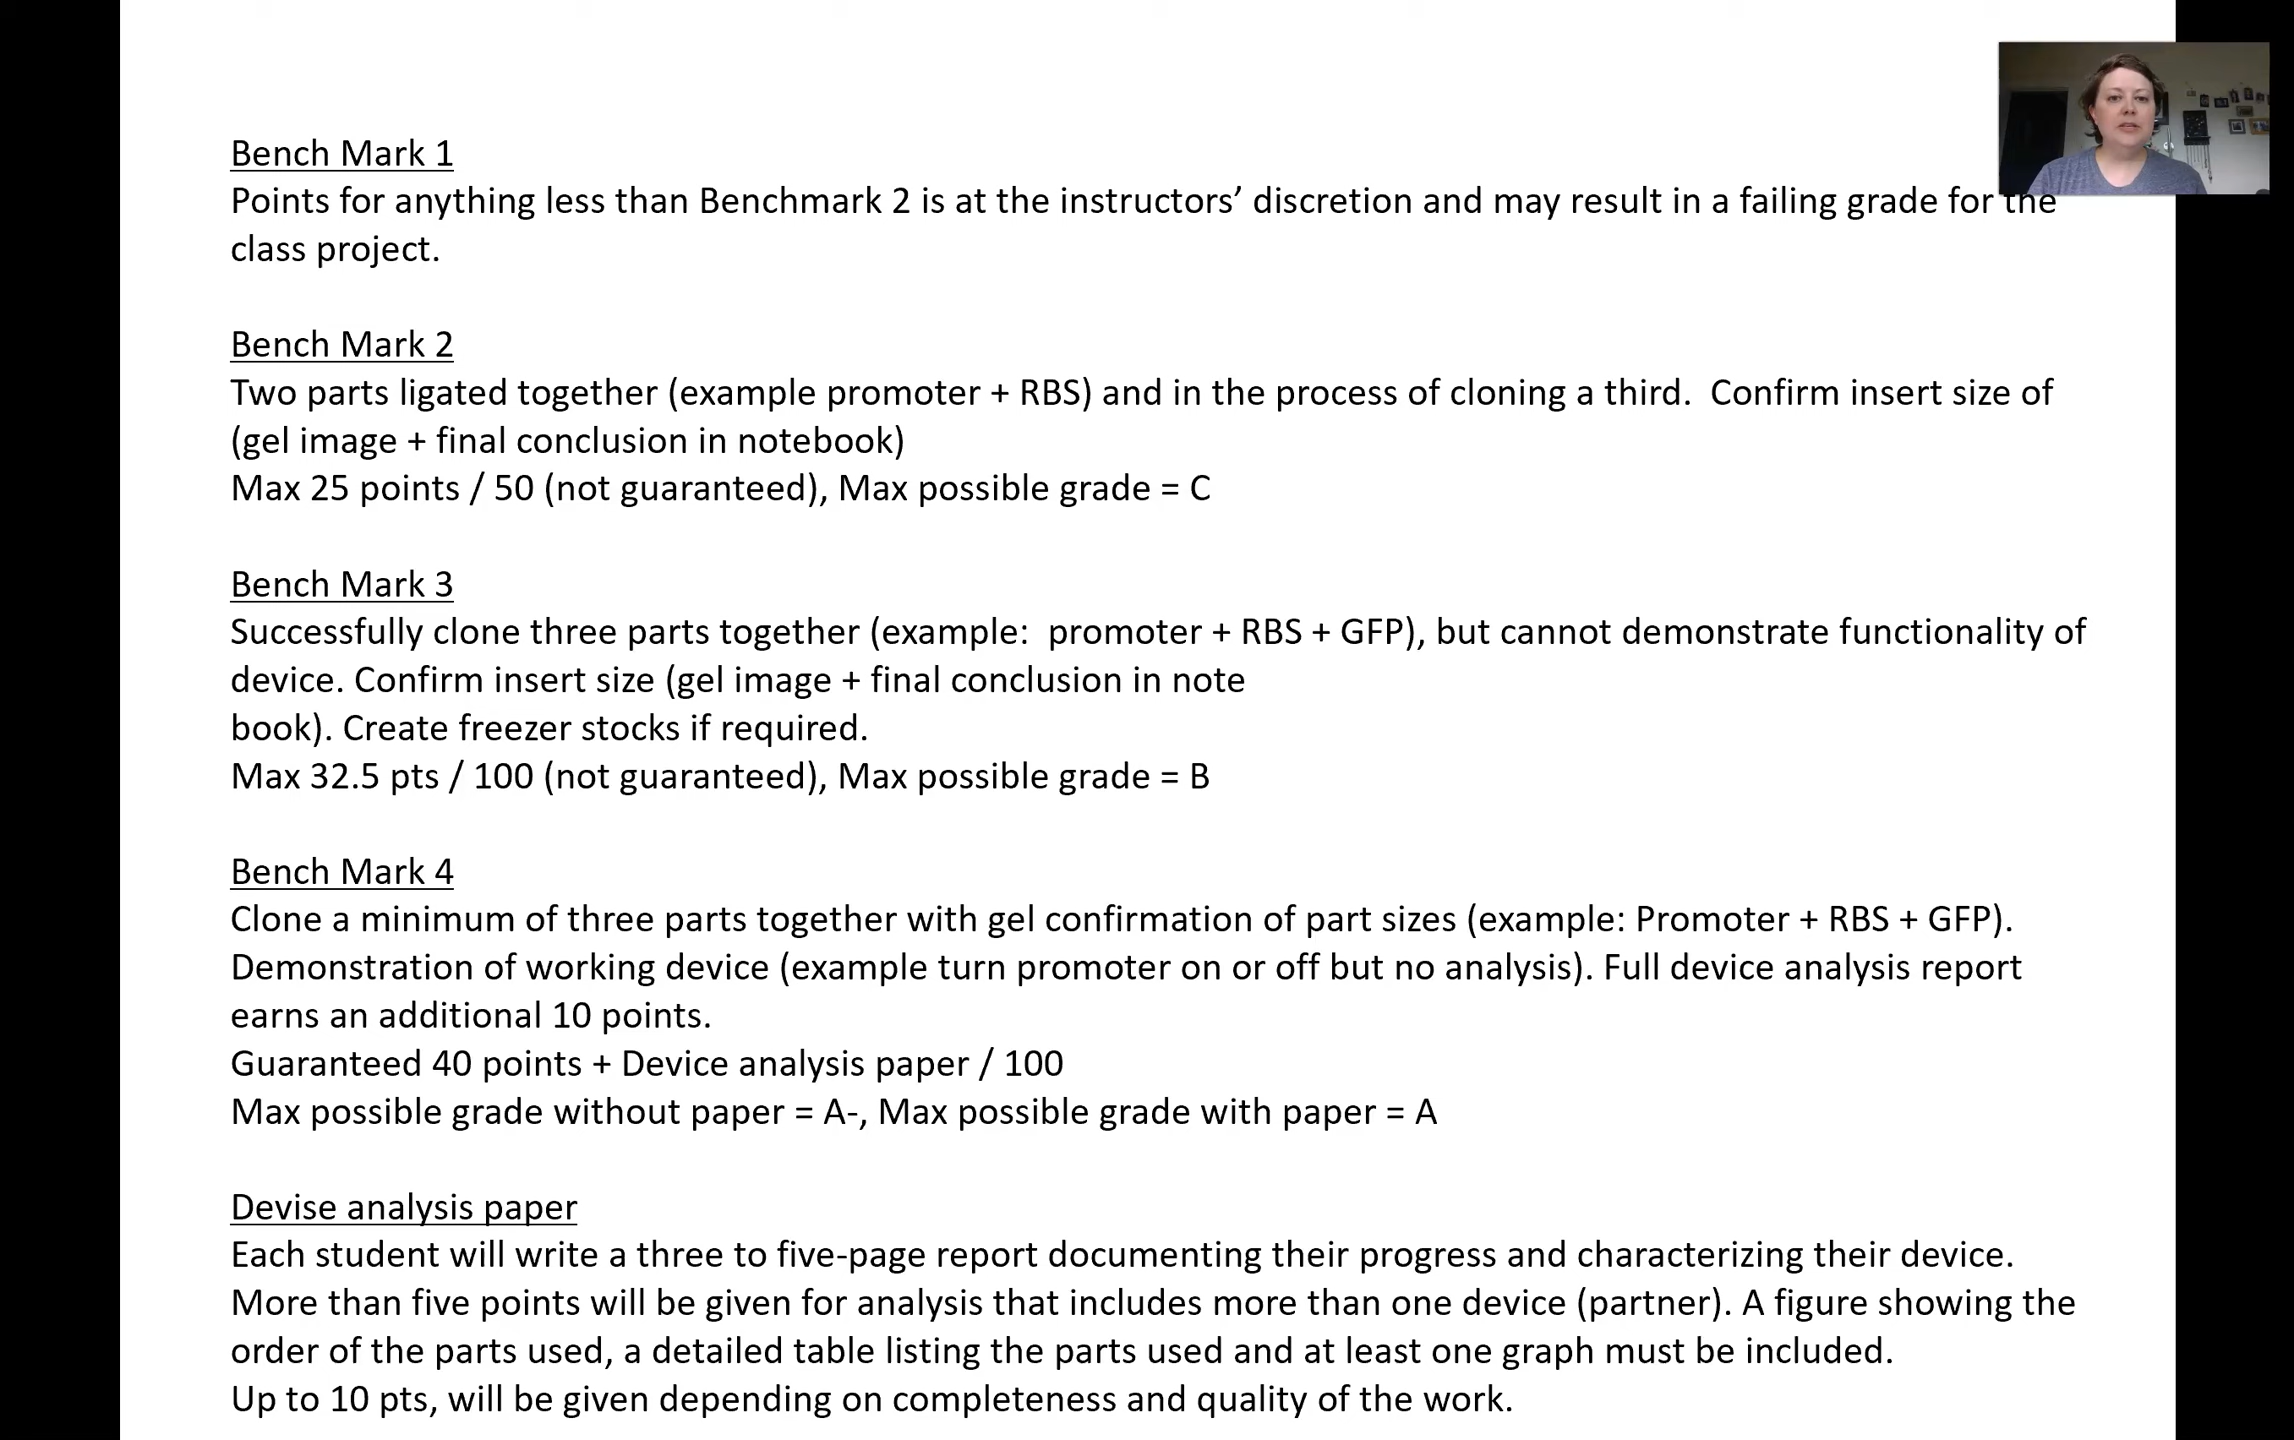 Bench Mark 1
Points for anything less than Benchmark 2 is at the instructors’ discretion and may result in a failing grade for the
class project.
Bench Mark 2
Two parts ligated together (example promoter + RBS) and in the process of cloning a third.  Confirm insert size of
(gel image + final conclusion in notebook)
Max 25 points / 50 (not guaranteed), Max possible grade = C
Bench Mark 3
Successfully clone three parts together (example:  promoter + RBS + GFP), but cannot demonstrate functionality of
device. Confirm insert size (gel image + final conclusion in note
book). Create freezer stocks if required.
Max 32.5 pts / 100 (not guaranteed), Max possible grade = B
Bench Mark 4
Clone a minimum of three parts together with gel confirmation of part sizes (example: Promoter + RBS + GFP).
Demonstration of working device (example turn promoter on or off but no analysis). Full device analysis report
earns an additional 10 points.
Guaranteed 40 points + Device analysis paper / 100
Max possible grade without paper = A-, Max possible grade with paper = A
Devise analysis paper
Each student will write a three to five-page report documenting their progress and characterizing their device.
More than five points will be given for analysis that includes more than one device (partner). A figure showing the
order of the parts used, a detailed table listing the parts used and at least one graph must be included.
Up to 10 pts, will be given depending on completeness and quality of the work.